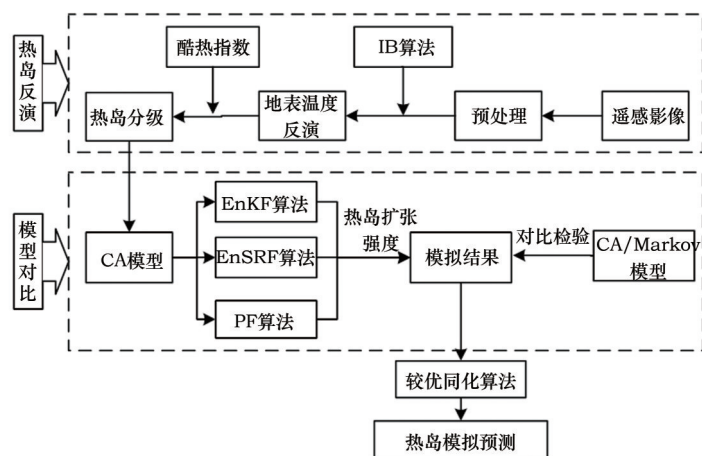 热岛反演
酷热指数
IB算法
热岛分级
地表温度
反演
预处理
遥感影像
模型对比
CA模型
EnKF算法
EnSRF算法
PF算法
热岛扩张
强度
模拟结果
对比检验
CA/Markov
模型
较优同化算法
热岛模拟预测